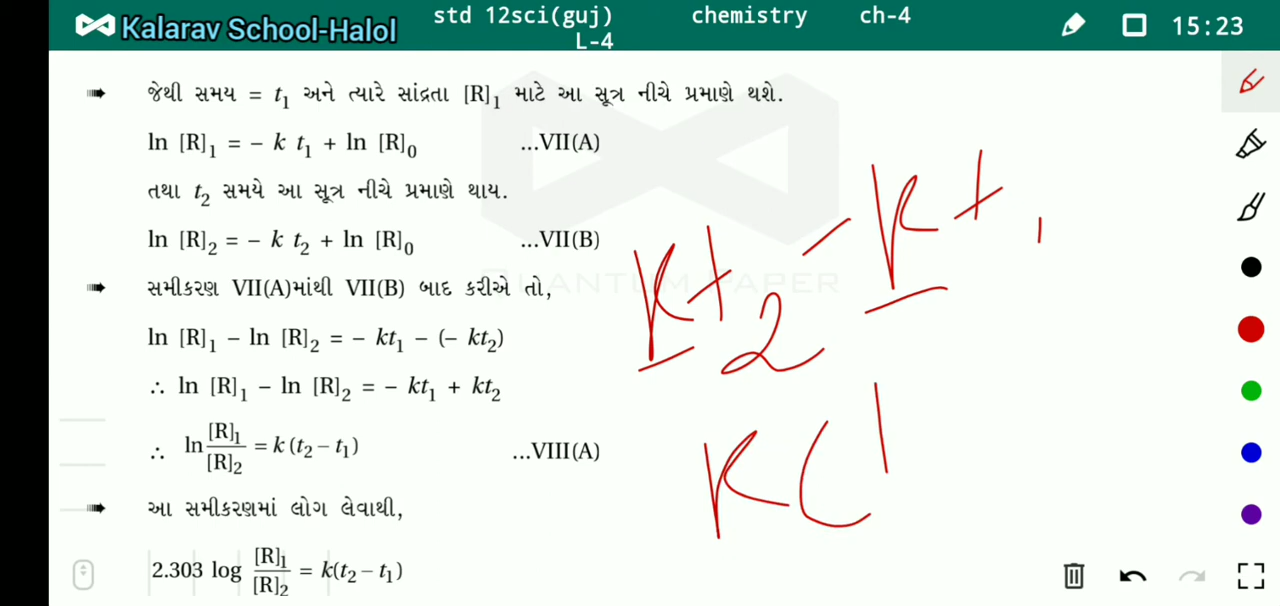 Kalarav School-Halol std 12sci(guj) chemistry ch-4 15:23
L-4
જેથી સમય = t₁ અને ત્યારે સાંદ્રતા [R]₁ માટે આ સૂત્ર નીચે પ્રમાણે થશે.
ln [R]₁ = – k t₁ + ln [R]₀ ...VII(A)
તથા t₂ સમયે આ સૂત્ર નીચે પ્રમાણે થાય.
ln [R]₂ = – k t₂ + ln [R]₀ ...VII(B)
QUANTIUM PAPER
સમીકરણ VII(A)માંથી VII(B) બાદ કરીએ તો,
ln [R]₁ – ln [R]₂ = – kt₁ – (– kt₂)
∴ ln [R]₁ – ln [R]₂ = – kt₁ + kt₂
∴ ln [R]₁/[R]₂ = k (t₂ – t₁) ...VIII(A)
આ સમીકરણમાં લોગ લેવાથી,
2.303 log [R]₁/[R]₂ = k(t₂ – t₁)
kt₂ – kt₁
k(